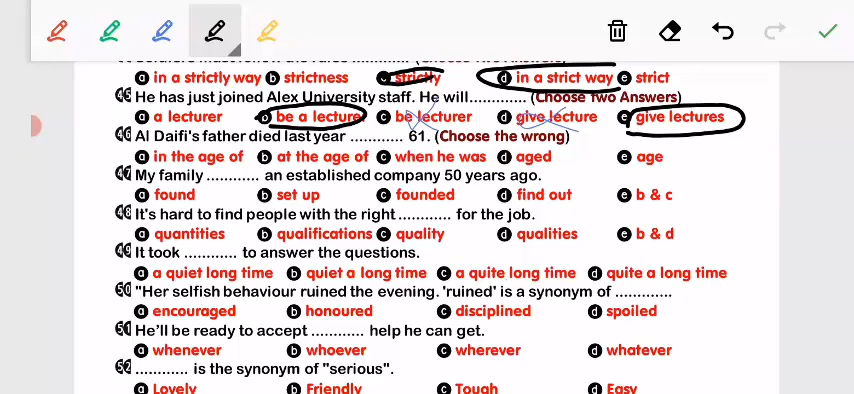 ⓐ in a strictly way ⓑ strictness ⓒ strictly ⓓ in a strict way ⓔ strict
45 He has just joined Alex University staff. He will............. (Choose two Answers)
ⓐ a lecturer ⓑ be a lecture ⓒ be lecturer ⓓ give lecture ⓔ give lectures
46 Al Daifi's father died last year ............ 61. (Choose the wrong)
ⓐ in the age of ⓑ at the age of ⓒ when he was ⓓ aged ⓔ age
47 My family ............ an established company 50 years ago.
ⓐ found ⓑ set up ⓒ founded ⓓ find out ⓔ b & c
48 It's hard to find people with the right ............ for the job.
ⓐ quantities ⓑ qualifications ⓒ quality ⓓ qualities ⓔ b & d
49 It took ............ to answer the questions.
ⓐ a quiet long time ⓑ quiet a long time ⓒ a quite long time ⓓ quite a long time
50 "Her selfish behaviour ruined the evening. 'ruined' is a synonym of ............
ⓐ encouraged ⓑ honoured ⓒ disciplined ⓓ spoiled
51 He'll be ready to accept ............ help he can get.
ⓐ whenever ⓑ whoever ⓒ wherever ⓓ whatever
52 ............ is the synonym of "serious".
ⓐ Lovely ⓑ Friendly ⓒ Tough ⓓ Easy